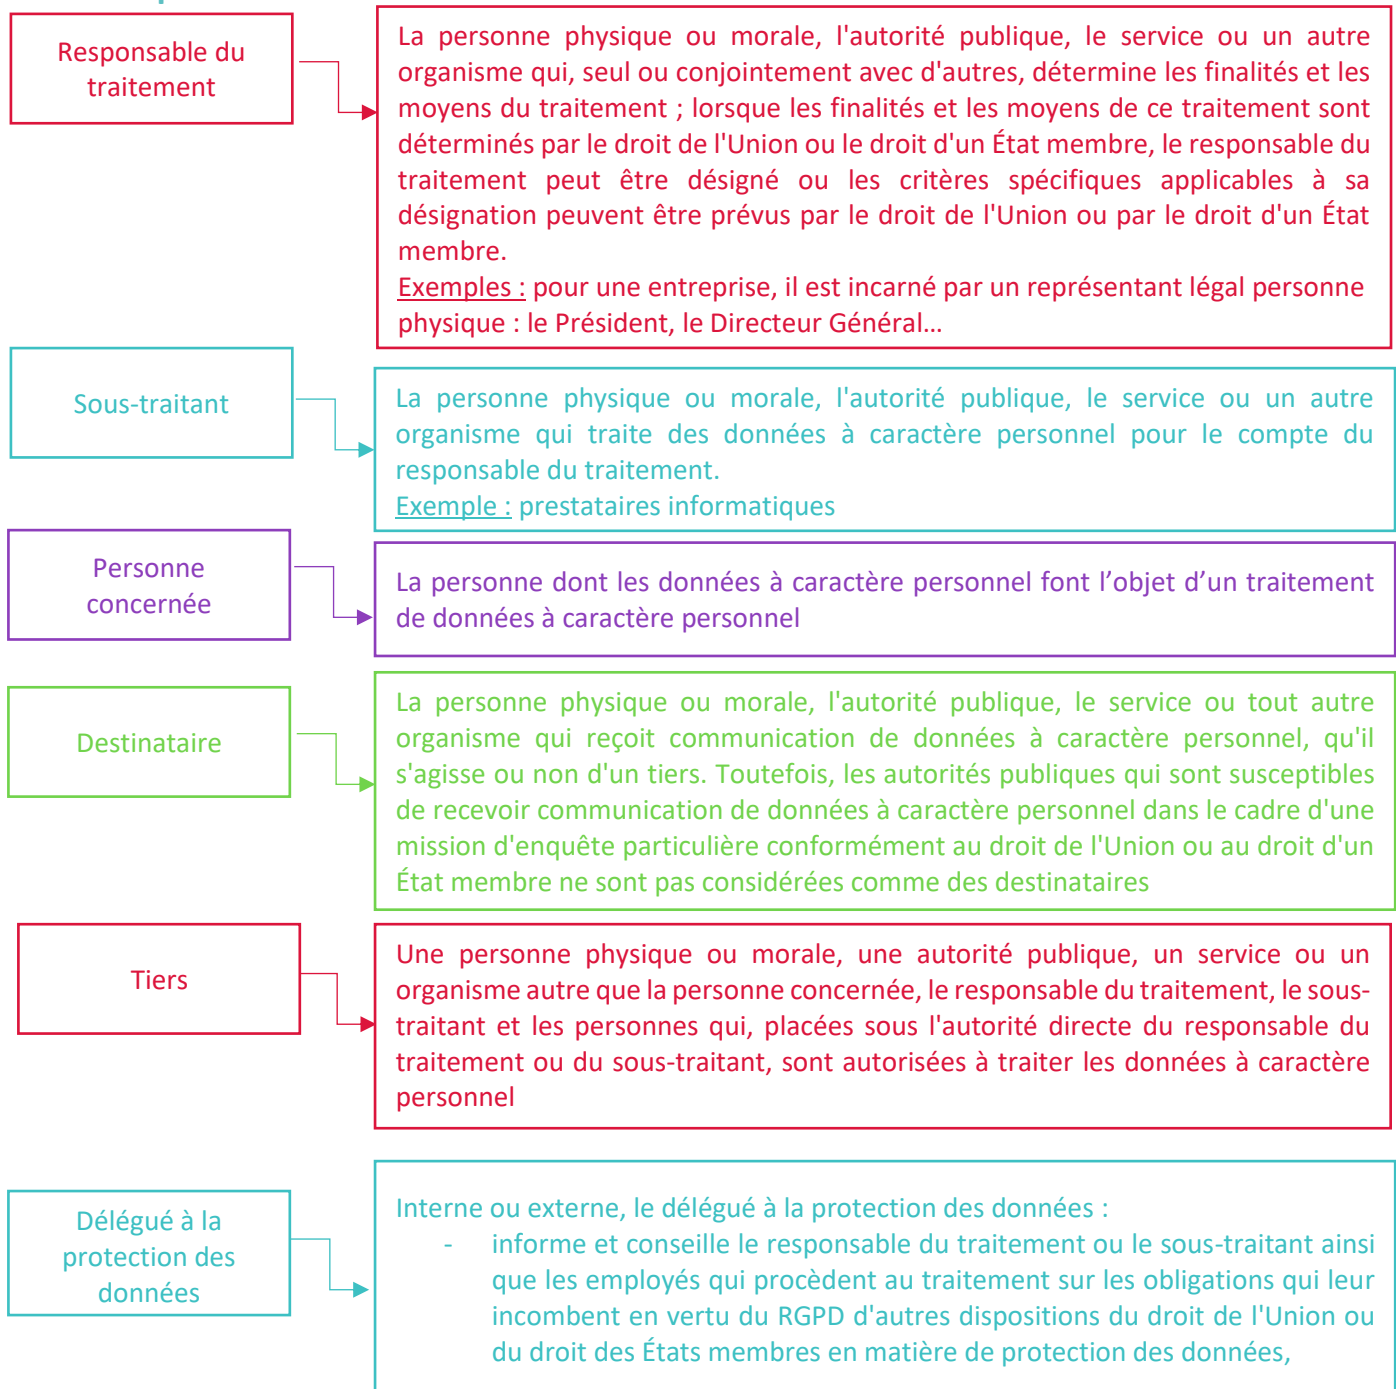 Responsable du
traitement
La personne physique ou morale, l'autorité publique, le service ou un autre
organisme qui, seul ou conjointement avec d'autres, détermine les finalités et les
moyens du traitement ; lorsque les finalités et les moyens de ce traitement sont
déterminés par le droit de l'Union ou le droit d'un État membre, le responsable du
traitement peut être désigné ou les critères spécifiques applicables à sa
désignation peuvent être prévus par le droit de l'Union ou par le droit d'un État
membre.
Exemples : pour une entreprise, il est incarné par un représentant légal personne
physique : le Président, le Directeur Général…
Sous-traitant
La personne physique ou morale, l'autorité publique, le service ou un autre
organisme qui traite des données à caractère personnel pour le compte du
responsable du traitement.
Exemple : prestataires informatiques
Personne
concernée
La personne dont les données à caractère personnel font l’objet d’un traitement
de données à caractère personnel
Destinataire
La personne physique ou morale, l'autorité publique, le service ou tout autre
organisme qui reçoit communication de données à caractère personnel, qu'il
s'agisse ou non d'un tiers. Toutefois, les autorités publiques qui sont susceptibles
de recevoir communication de données à caractère personnel dans le cadre d'une
mission d'enquête particulière conformément au droit de l'Union ou au droit d'un
État membre ne sont pas considérées comme des destinataires
Tiers
Une personne physique ou morale, une autorité publique, un service ou un
organisme autre que la personne concernée, le responsable du traitement, le sous-
traitant et les personnes qui, placées sous l'autorité directe du responsable du
traitement ou du sous-traitant, sont autorisées à traiter les données à caractère
personnel
Délégué à la
protection des
données
Interne ou externe, le délégué à la protection des données :
- informe et conseille le responsable du traitement ou le sous-traitant ainsi
que les employés qui procèdent au traitement sur les obligations qui leur
incombent en vertu du RGPD d'autres dispositions du droit de l'Union ou
du droit des États membres en matière de protection des données,